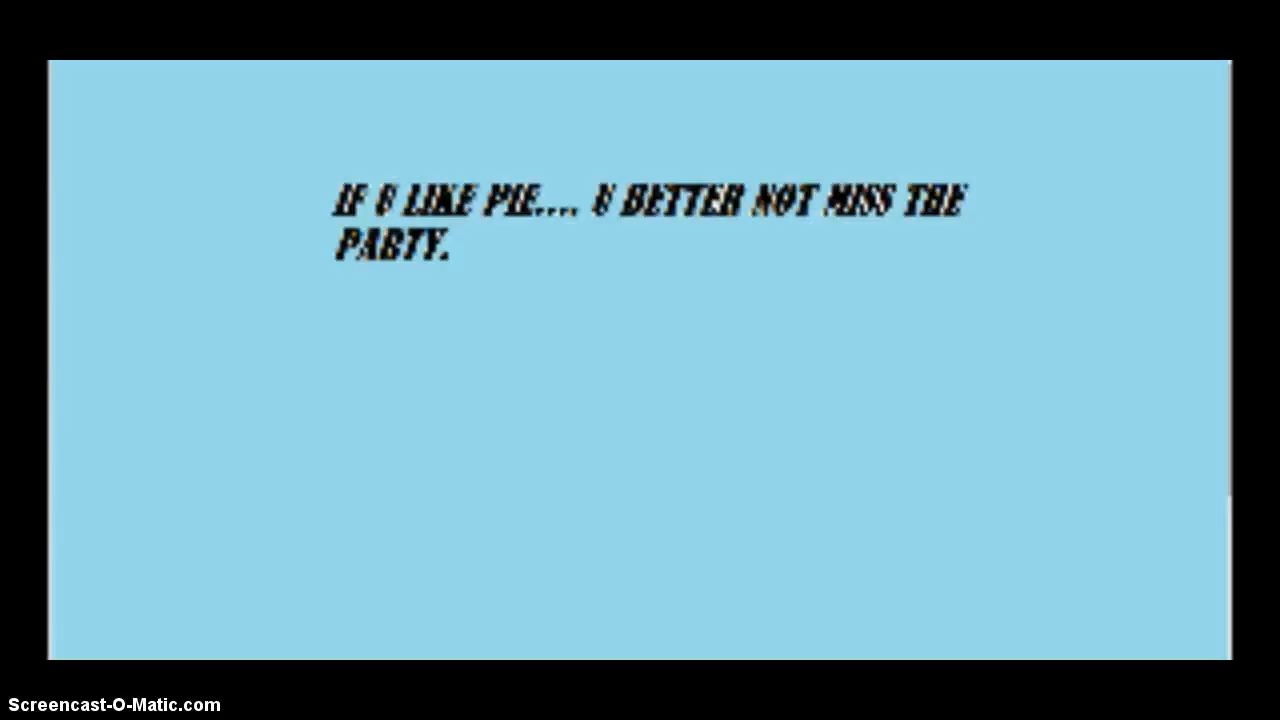 IF U LIKE PIE.... U BETTER NOT MISS THE
PARTY.
Screencast-O-Matic.com